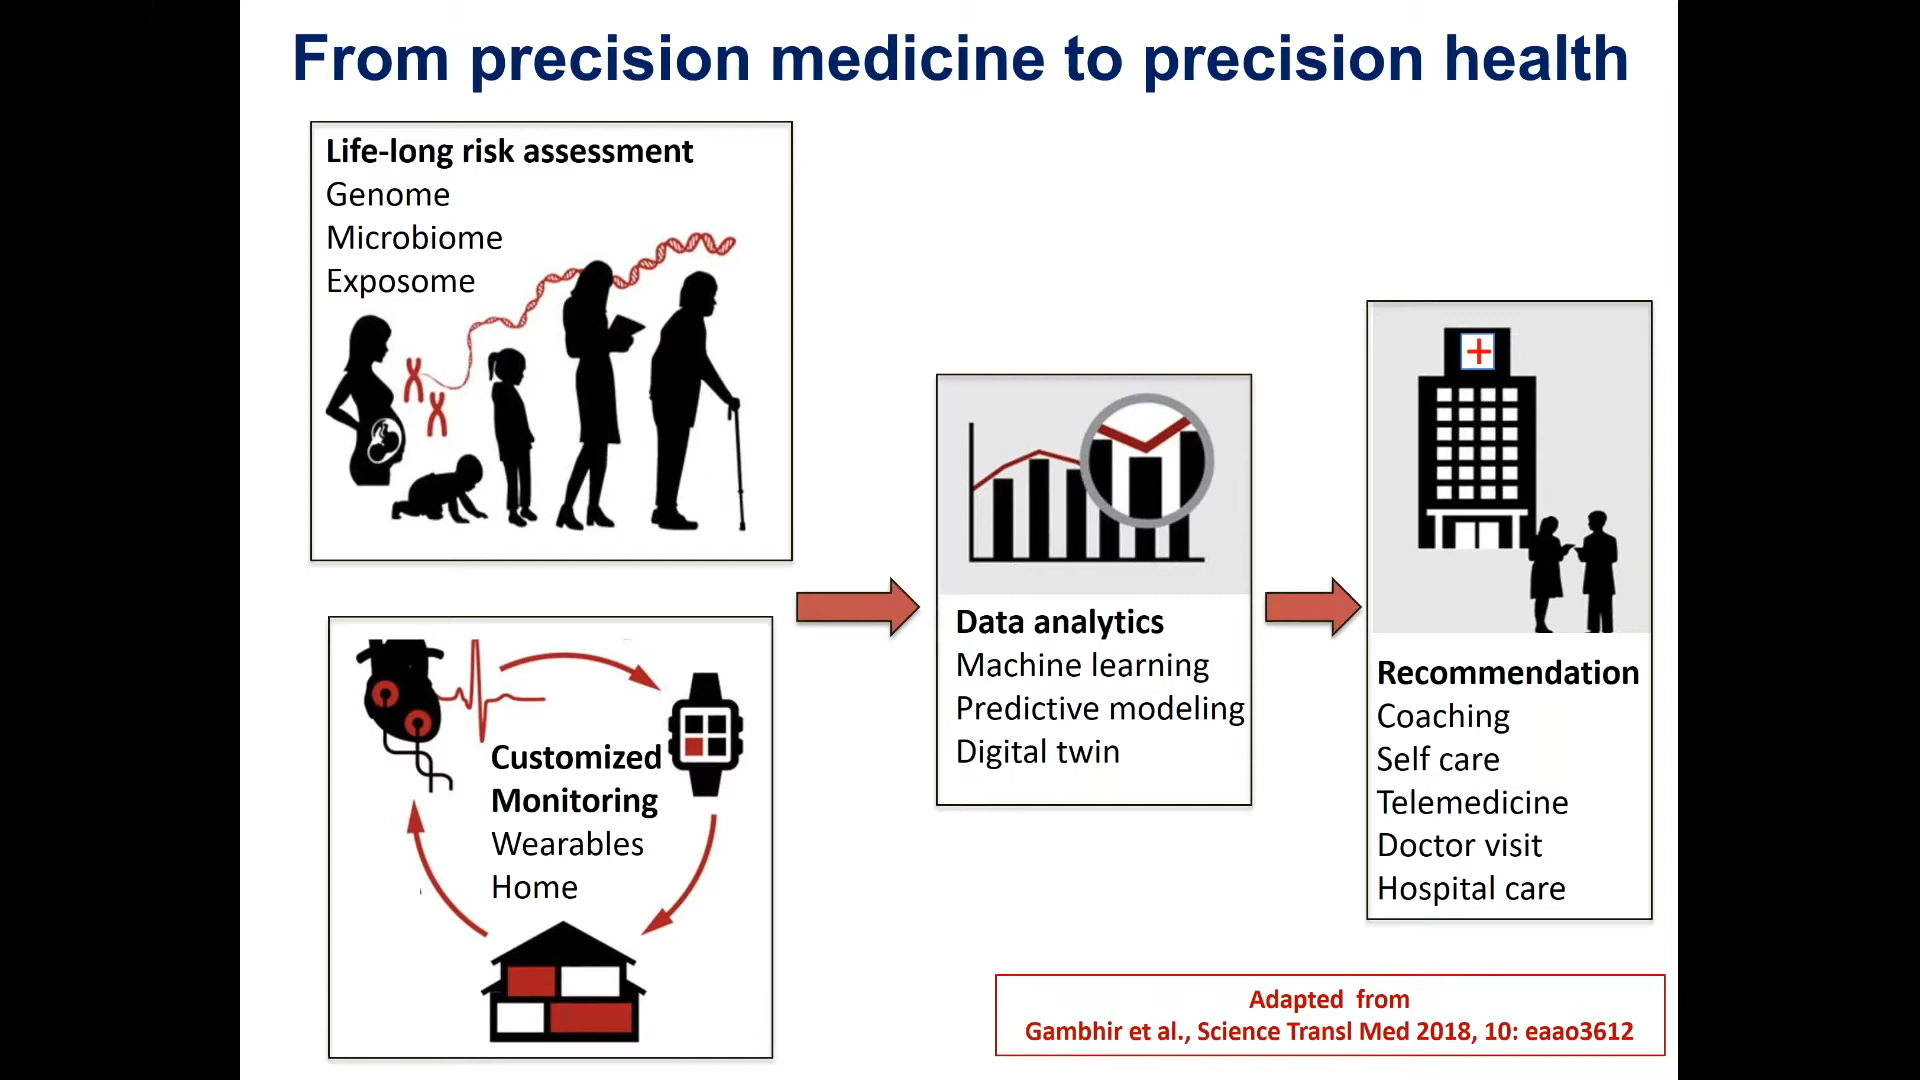 From precision medicine to precision health
Life-long risk assessment
Genome
Microbiome
Exposome
Customized
Monitoring
Wearables
Home
Data analytics
Machine learning
Predictive modeling
Digital twin
Recommendation
Coaching
Self care
Telemedicine
Doctor visit
Hospital care
Adapted from
Gambhir et al., Science Transl Med 2018, 10: eaao3612